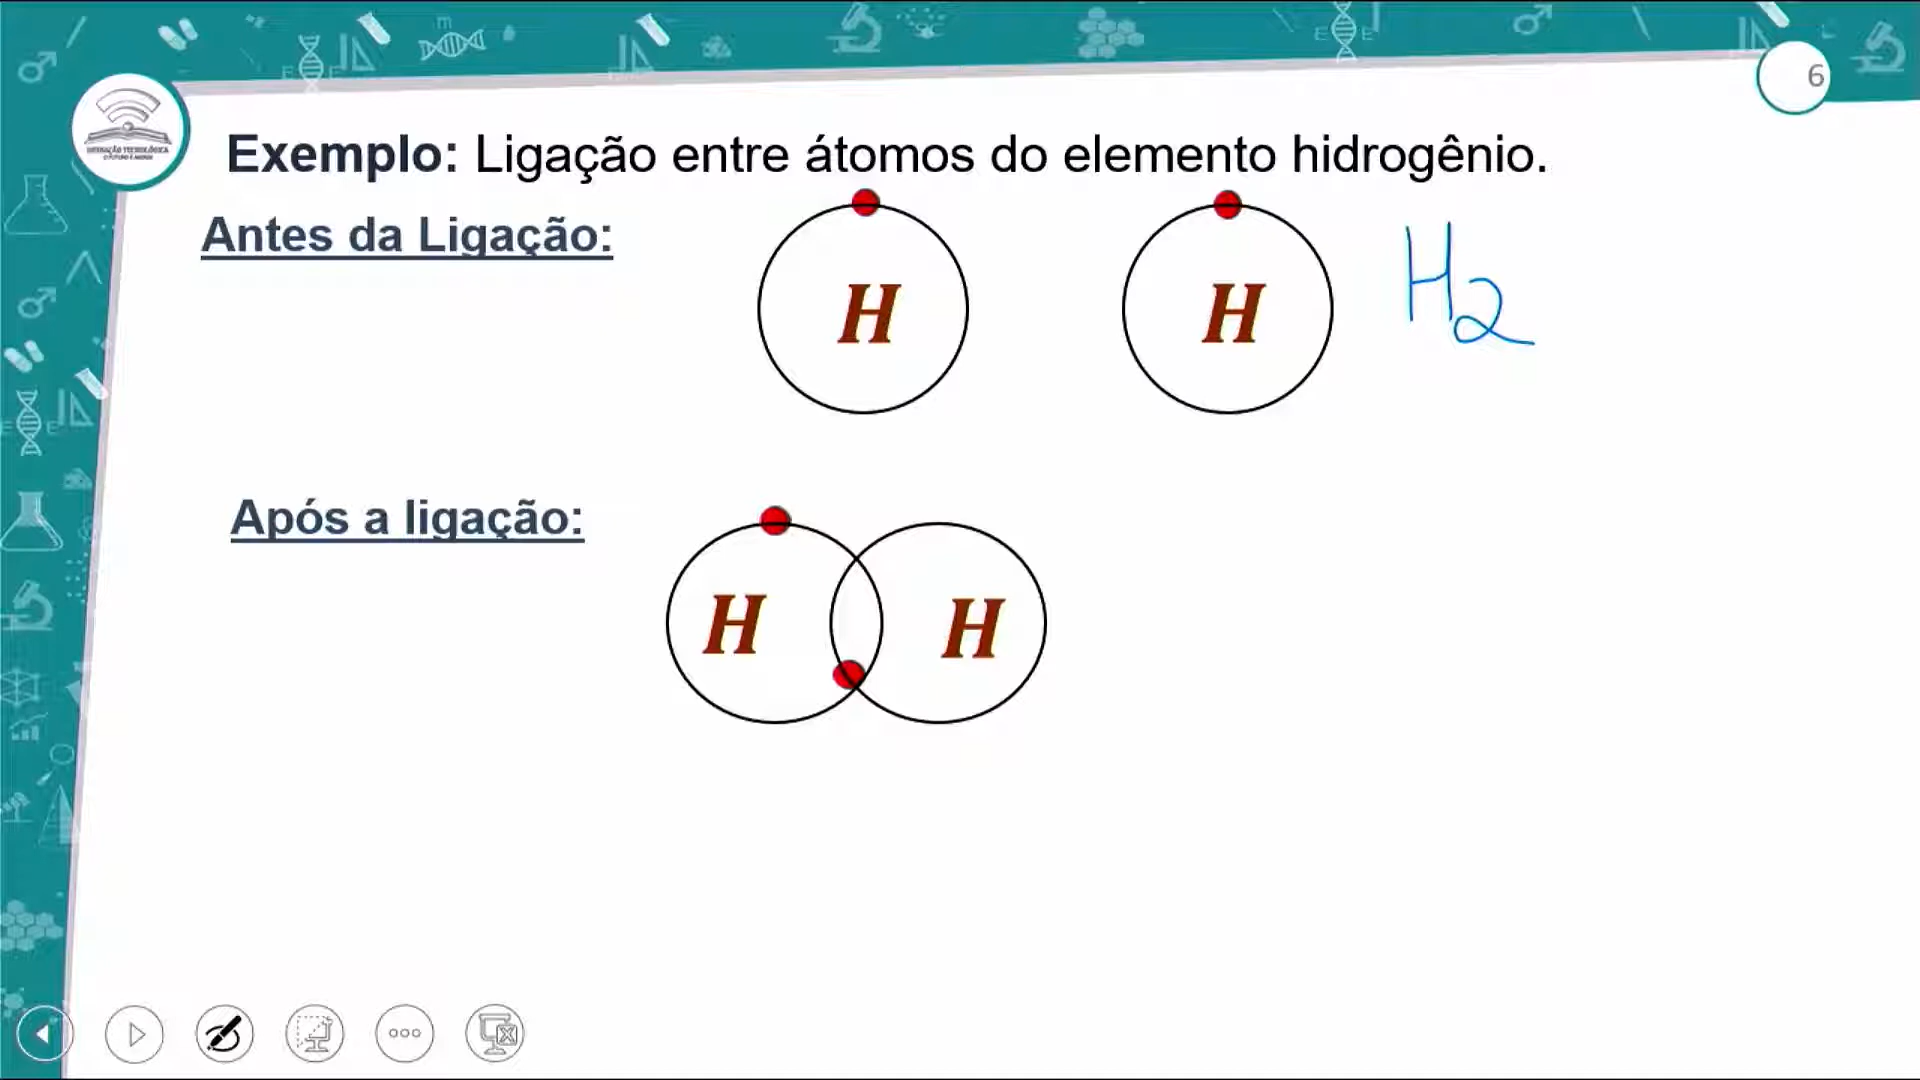 6
Exemplo: Ligação entre átomos do elemento hidrogênio.
Antes da Ligação:
H H H2
Após a ligação:
H H